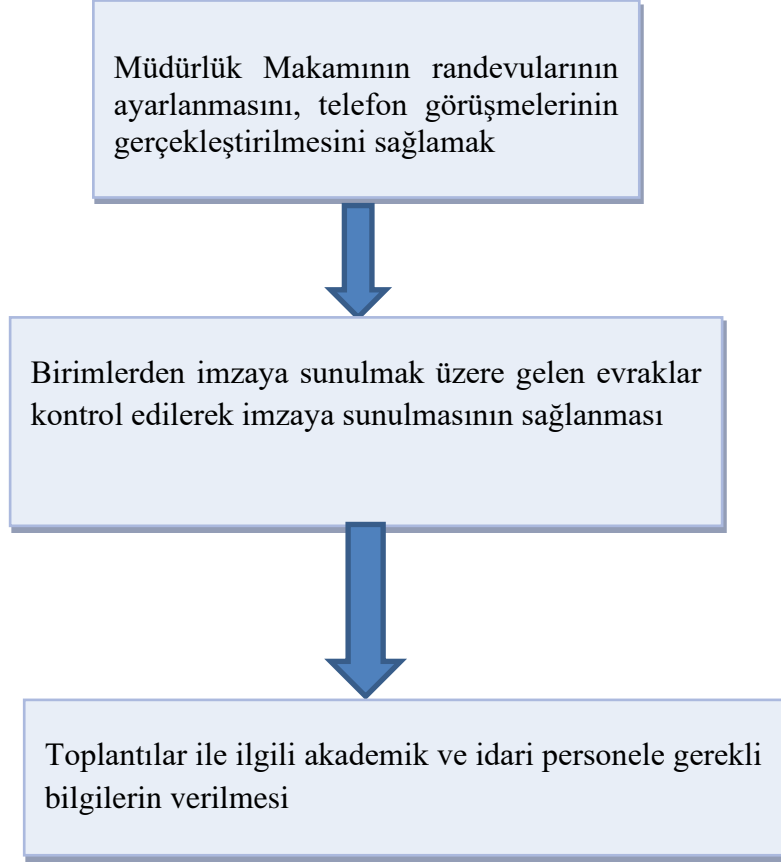 Müdürlük Makamının randevularının
ayarlanmasını, telefon görüşmelerinin
gerçekleştirilmesini sağlamak
Birimlerden imzaya sunulmak üzere gelen evraklar
kontrol edilerek imzaya sunulmasının sağlanması
Toplantılar ile ilgili akademik ve idari personele gerekli
bilgilerin verilmesi